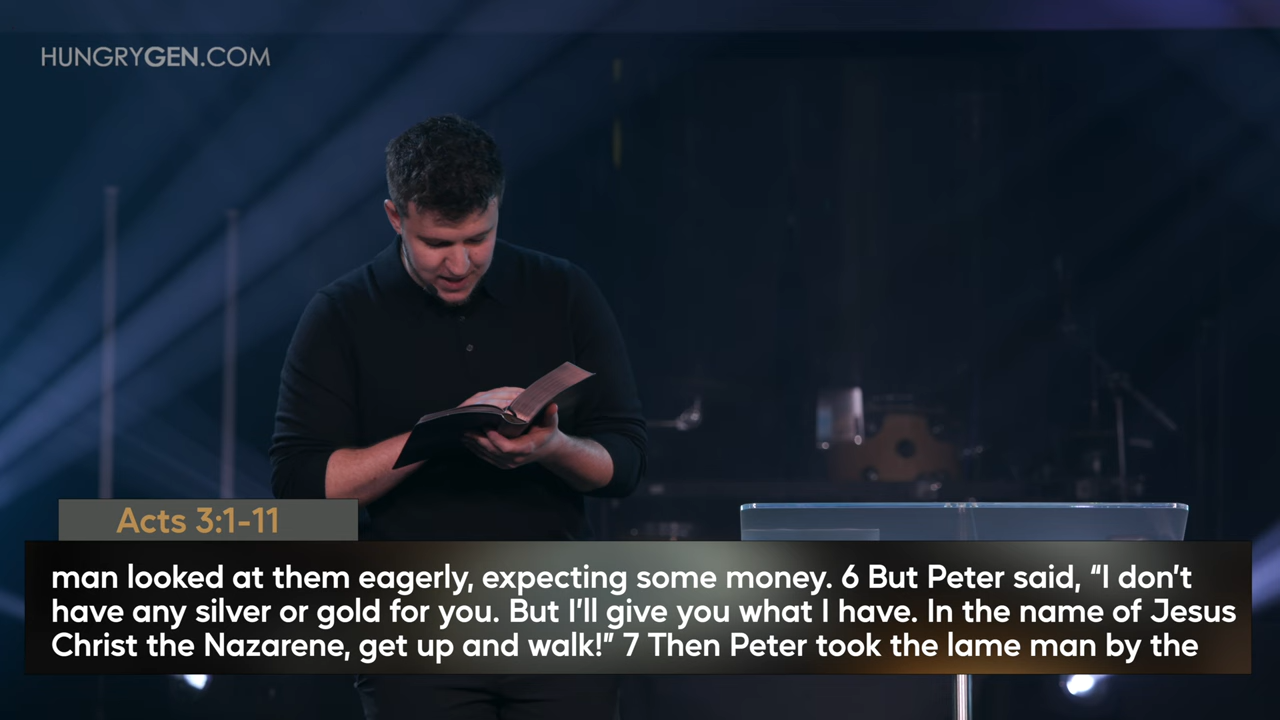 HUNGRYGEN.COM
Acts 3:1-11
man looked at them eagerly, expecting some money. 6 But Peter said, “I don’t
have any silver or gold for you. But I’ll give you what I have. In the name of Jesus
Christ the Nazarene, get up and walk!” 7 Then Peter took the lame man by the